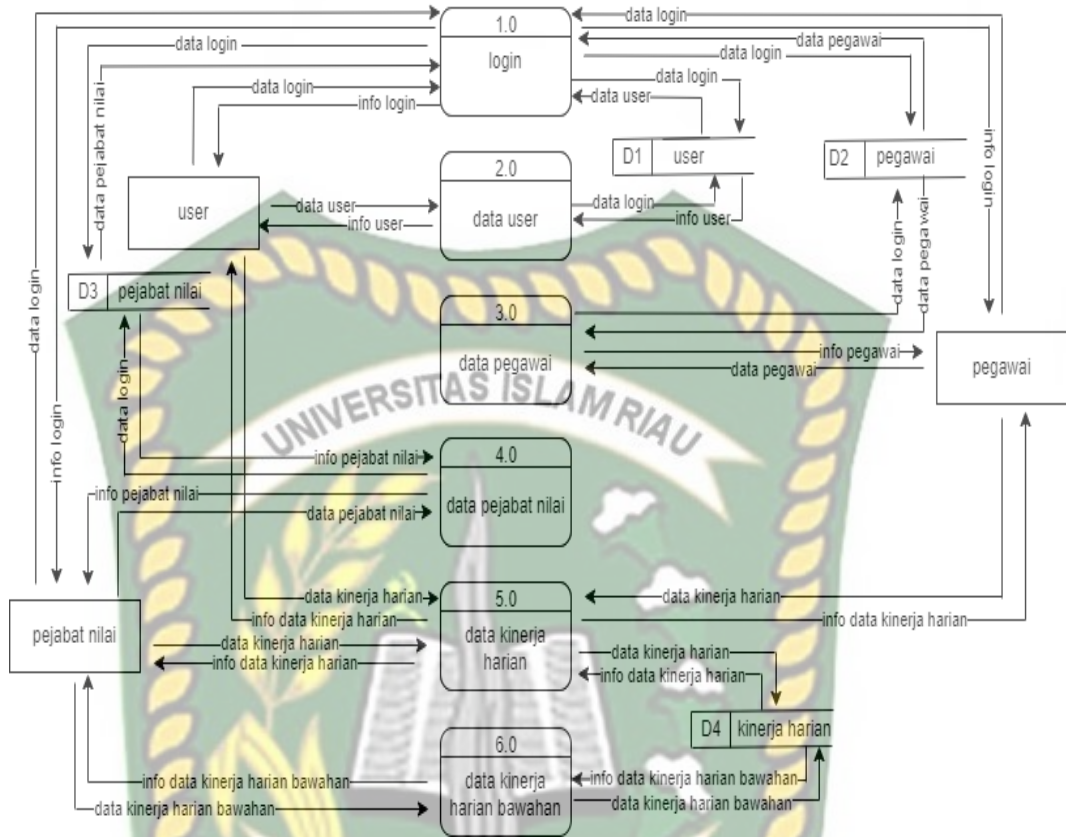 1.0
login
data login
data pegawai
data login
data login
data login
info login
data login
data user
data pejabat nilai
info login
D1 user
D2 pegawai
2.0
data user
user
data user
info user
data login
info user
data login
data pegawai
D3 pejabat nilai
data login
3.0
data pegawai
info pegawai
data pegawai
pegawai
UNIVERSITAS ISLAM RIAU
data login
info login
4.0
data pejabat nilai
info pejabat nilai
info pejabat nilai
data pejabat nilai
5.0
data kinerja
harian
data kinerja harian
info data kinerja harian
data kinerja harian
info data kinerja harian
pejabat nilai
data kinerja harian
info data kinerja harian
data kinerja harian
info data kinerja harian
D4 kinerja harian
6.0
data kinerja
harian bawahan
info data kinerja harian bawahan
data kinerja harian bawahan
info data kinerja harian bawahan
data kinerja harian bawahan